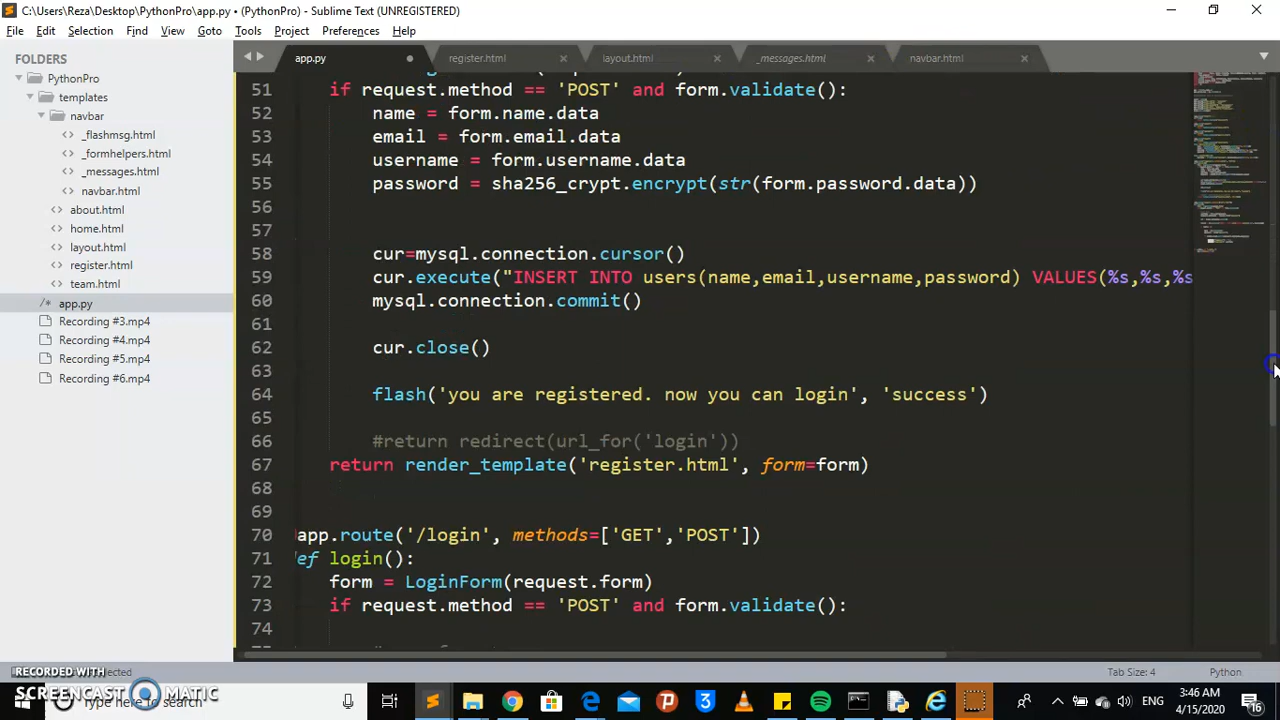 C:\Users\Reza\Desktop\PythonPro\app.py • (PythonPro) - Sublime Text (UNREGISTERED)
File Edit Selection Find View Goto Tools Project Preferences Help
FOLDERS
PythonPro
templates
navbar
_flashmsg.html
_formhelpers.html
_messages.html
navbar.html
about.html
home.html
layout.html
register.html
team.html
app.py
Recording #3.mp4
Recording #4.mp4
Recording #5.mp4
Recording #6.mp4
app.py register.html layout.html _messages.html navbar.html
51 if request.method == 'POST' and form.validate():
52 name = form.name.data
53 email = form.email.data
54 username = form.username.data
55 password = sha256_crypt.encrypt(str(form.password.data))
56
57
58 cur=mysql.connection.cursor()
59 cur.execute("INSERT INTO users(name,email,username,password) VALUES(%s,%s,%s
60 mysql.connection.commit()
61
62 cur.close()
63
64 flash('you are registered. now you can login', 'success')
65
66 #return redirect(url_for('login'))
67 return render_template('register.html', form=form)
68
69
70 app.route('/login', methods=['GET','POST'])
71 ef login():
72 form = LoginForm(request.form)
73 if request.method == 'POST' and form.validate():
74
RECORDED WITH
SCREENCAST MATIC
Tab Size: 4 Python
Type here to search
ENG
3:46 AM
4/15/2020
16